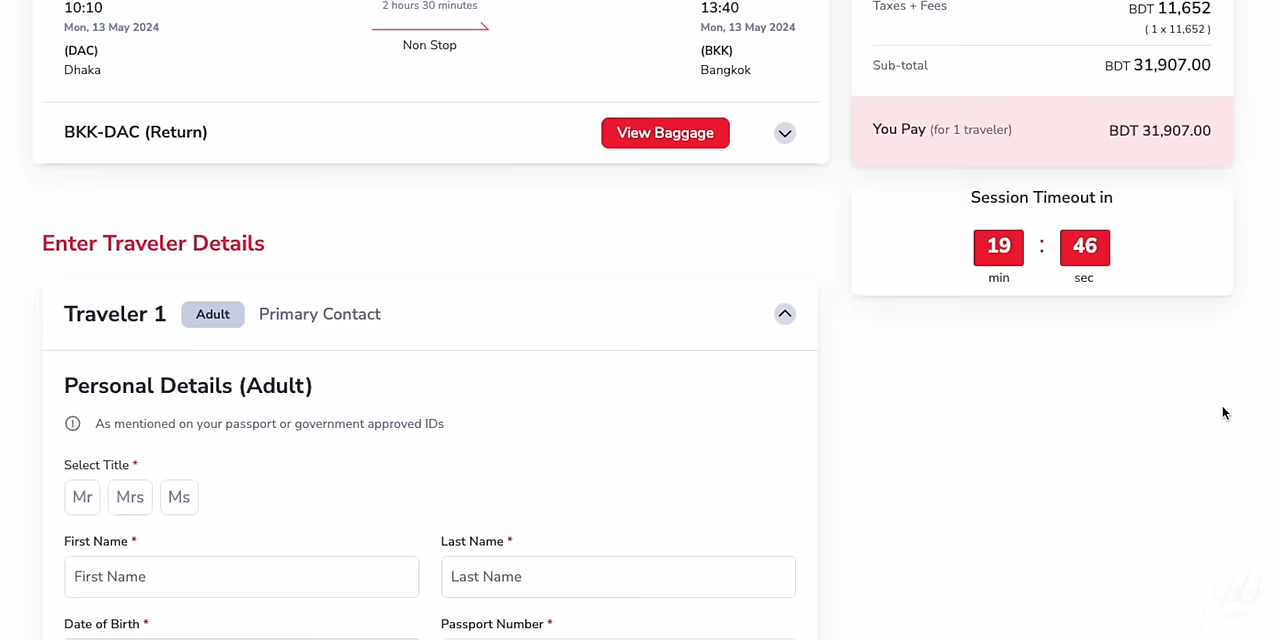 10:10
2 hours 30 minutes
13:40
Mon, 13 May 2024
Mon, 13 May 2024
(DAC)
Non Stop
(BKK)
Dhaka
Bangkok
BKK-DAC (Return)
View Baggage
Taxes + Fees
BDT 11,652
( 1 x 11,652 )
Sub-total
BDT 31,907.00
You Pay (for 1 traveler)
BDT 31,907.00
Session Timeout in
19 : 46
min
sec
Enter Traveler Details
Traveler 1
Adult
Primary Contact
Personal Details (Adult)
As mentioned on your passport or government approved IDs
Select Title *
Mr
Mrs
Ms
First Name *
Last Name *
First Name
Last Name
Date of Birth *
Passport Number *